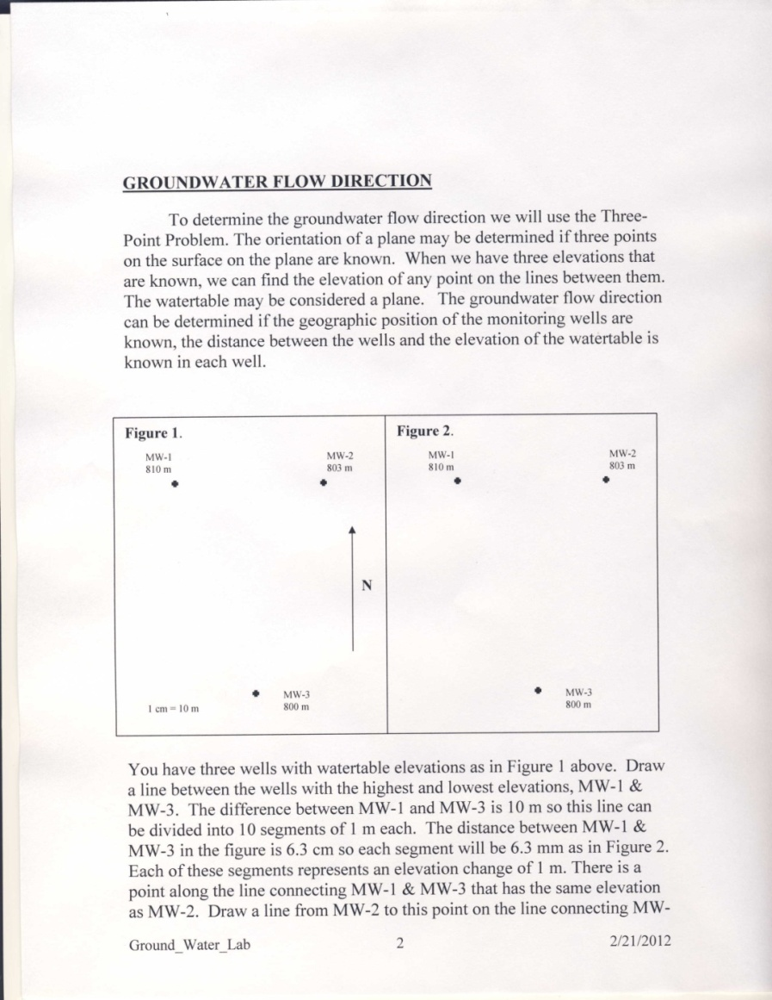 GROUNDWATER FLOW DIRECTION
To determine the groundwater flow direction we will use the Three-
Point Problem. The orientation of a plane may be determined if three points
on the surface on the plane are known. When we have three elevations that
are known, we can find the elevation of any point on the lines between them.
The watertable may be considered a plane. The groundwater flow direction
can be determined if the geographic position of the monitoring wells are
known, the distance between the wells and the elevation of the watertable is
known in each well.
Figure 1.
MW-1
810 m
MW-2
803 m
N
MW-3
800 m
1 cm = 10 m
Figure 2.
MW-1
810 m
MW-2
803 m
MW-3
800 m
You have three wells with watertable elevations as in Figure 1 above. Draw
a line between the wells with the highest and lowest elevations, MW-1 &
MW-3. The difference between MW-1 and MW-3 is 10 m so this line can
be divided into 10 segments of 1 m each. The distance between MW-1 &
MW-3 in the figure is 6.3 cm so each segment will be 6.3 mm as in Figure 2.
Each of these segments represents an elevation change of 1 m. There is a
point along the line connecting MW-1 & MW-3 that has the same elevation
as MW-2. Draw a line from MW-2 to this point on the line connecting MW-
Ground_Water_Lab 2 2/21/2012